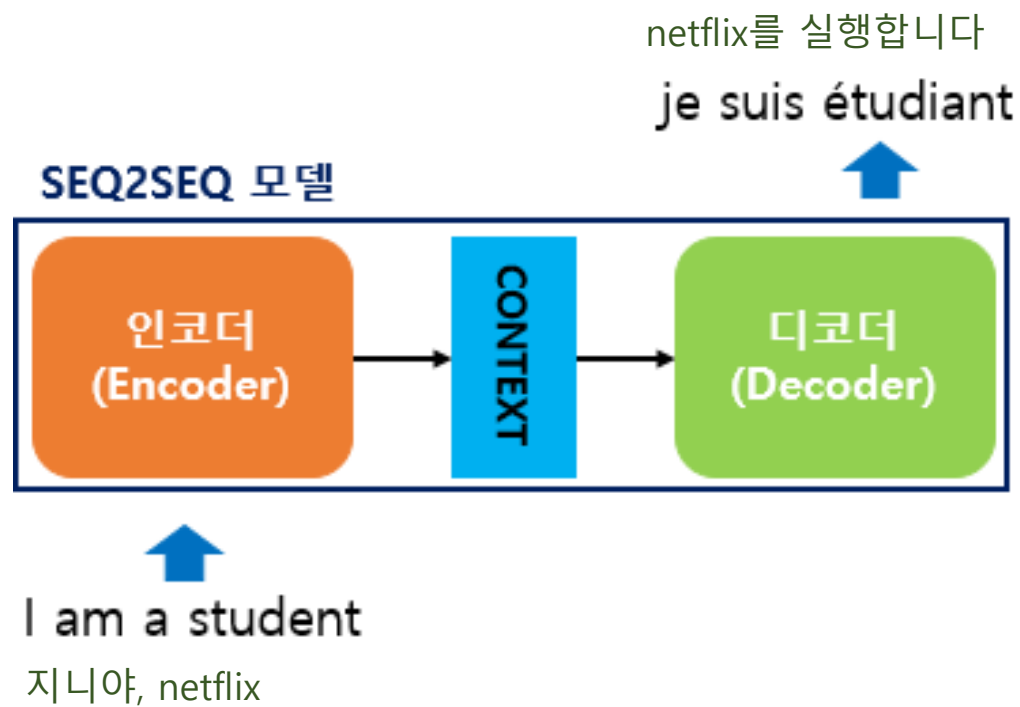 netflix를 실행합니다
je suis étudiant
SEQ2SEQ 모델
인코더
(Encoder)
CONTEXT
디코더
(Decoder)
I am a student
지니야, netflix